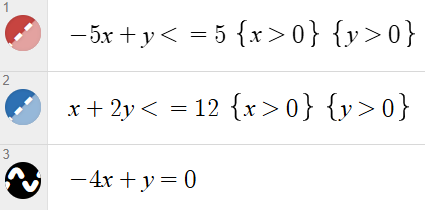 1
−5x + y < = 5 {x > 0} {y > 0}
2
x + 2y < = 12 {x > 0} {y > 0}
3
−4x + y = 0